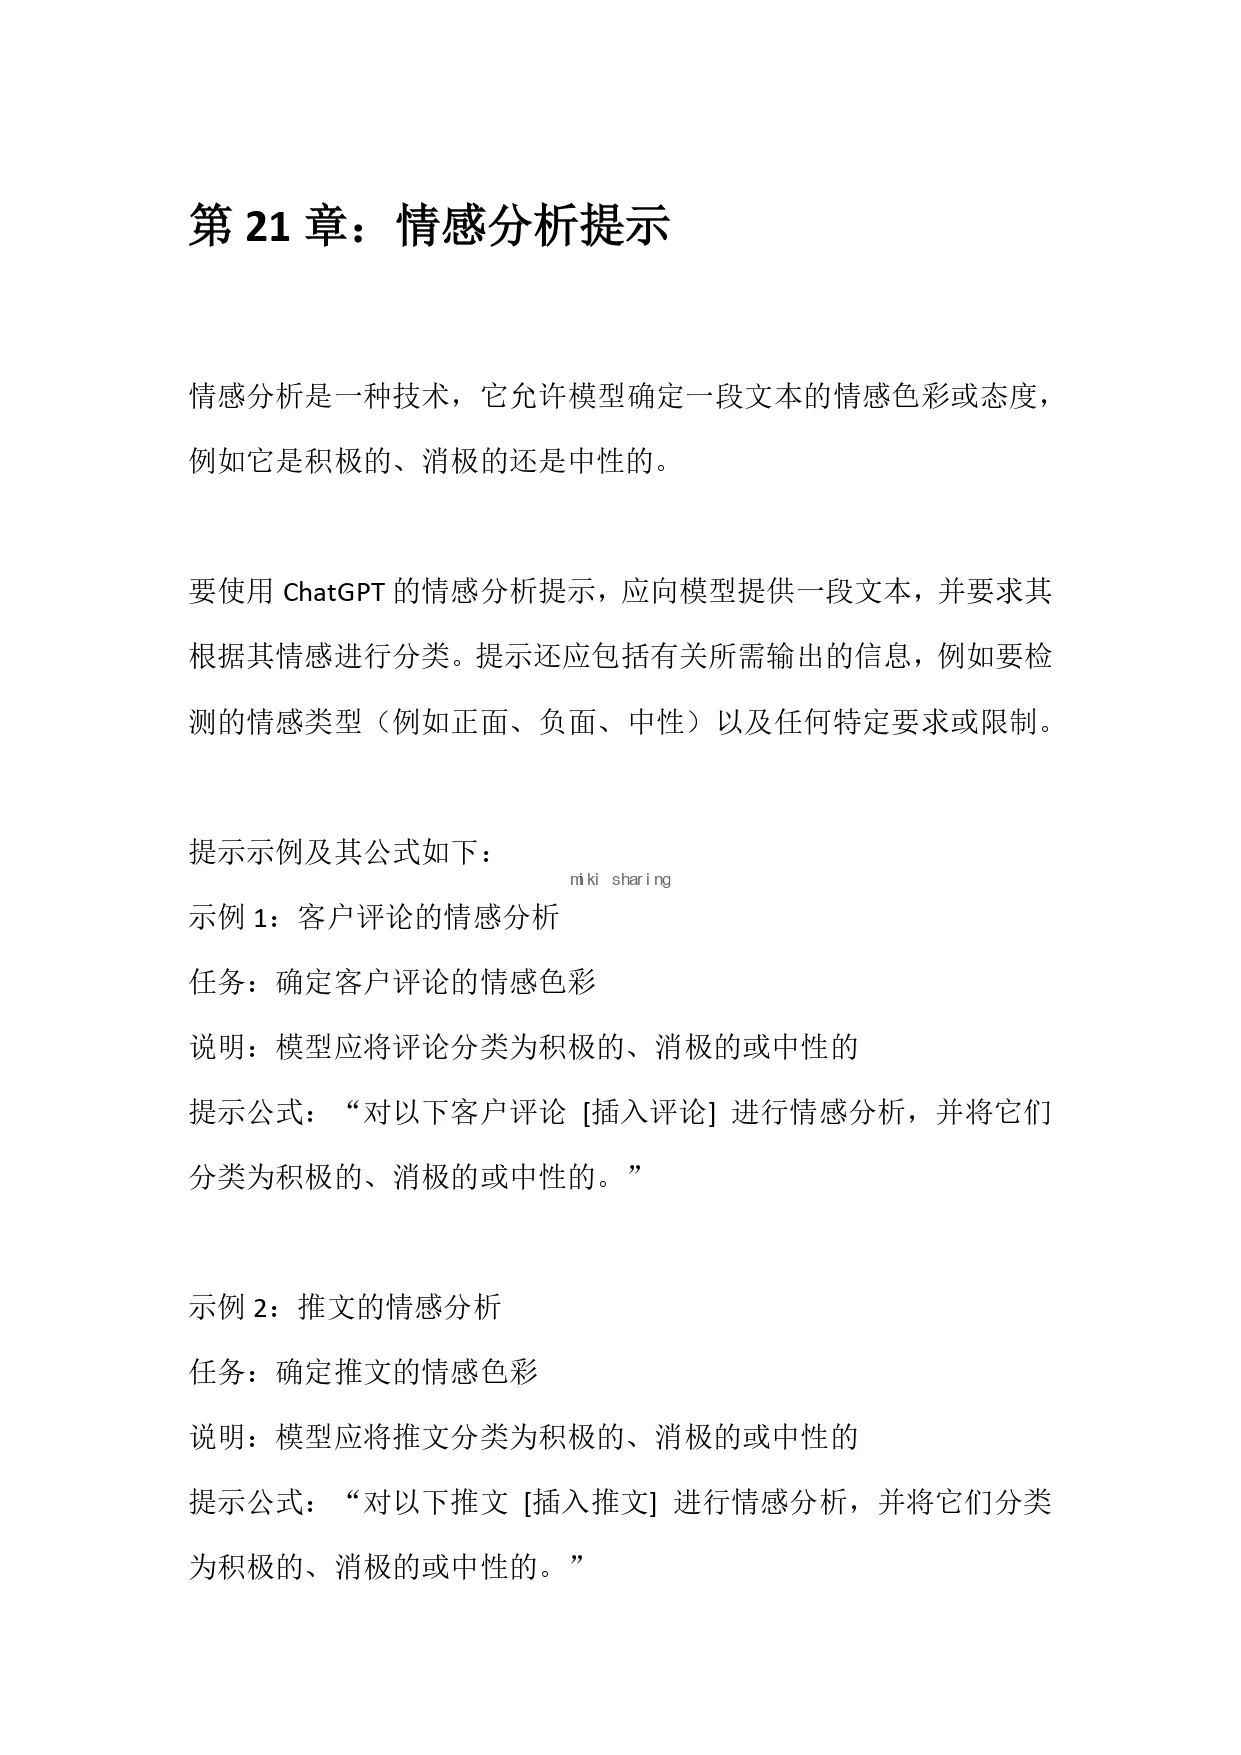 第 21 章：情感分析提示
情感分析是一种技术，它允许模型确定一段文本的情感色彩或态度，
例如它是积极的、消极的还是中性的。
要使用 ChatGPT 的情感分析提示，应向模型提供一段文本，并要求其
根据其情感进行分类。提示还应包括有关所需输出的信息，例如要检
测的情感类型（例如正面、负面、中性）以及任何特定要求或限制。
提示示例及其公式如下：
miki sharing
示例 1：客户评论的情感分析
任务：确定客户评论的情感色彩
说明：模型应将评论分类为积极的、消极的或中性的
提示公式：“对以下客户评论 [插入评论] 进行情感分析，并将它们
分类为积极的、消极的或中性的。”
示例 2：推文的情感分析
任务：确定推文的情感色彩
说明：模型应将推文分类为积极的、消极的或中性的
提示公式：“对以下推文 [插入推文] 进行情感分析，并将它们分类
为积极的、消极的或中性的。”